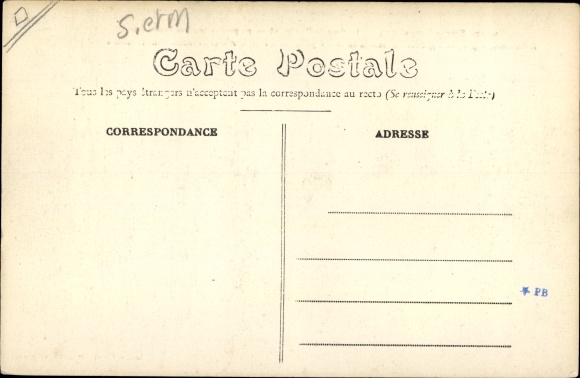 s.etm
Carte Postale
Tous les pays étrangers n'acceptent pas la correspondance au recto (Se renseigner à la Poste)
CORRESPONDANCE
ADRESSE
* PB